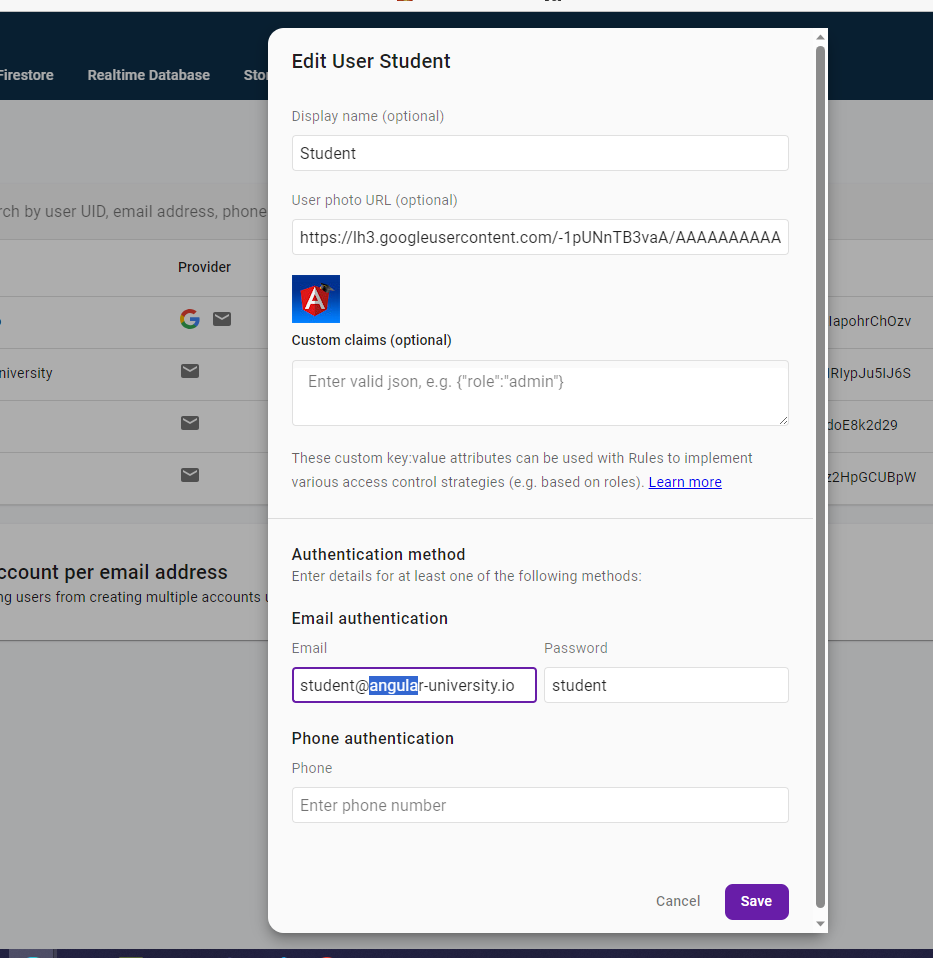 Firestore
Realtime Database
Edit User Student
Display name (optional)
Student
User photo URL (optional)
https://lh3.googleusercontent.com/-1pUNnTB3vaA/AAAAAAAAAA
Custom claims (optional)
Enter valid json, e.g. {"role":"admin"}
These custom key:value attributes can be used with Rules to implement
various access control strategies (e.g. based on roles). Learn more
Authentication method
Enter details for at least one of the following methods:
Email authentication
Email
Password
student@angular-university.io
student
Phone authentication
Phone
Enter phone number
Cancel
Save
by user UID, email address, phone
Provider
IapohrChOzv
niversity
RIypJu5IJ6S
doE8k2d29
z2HpGCUBpW
ccount per email address
ng users from creating multiple accounts